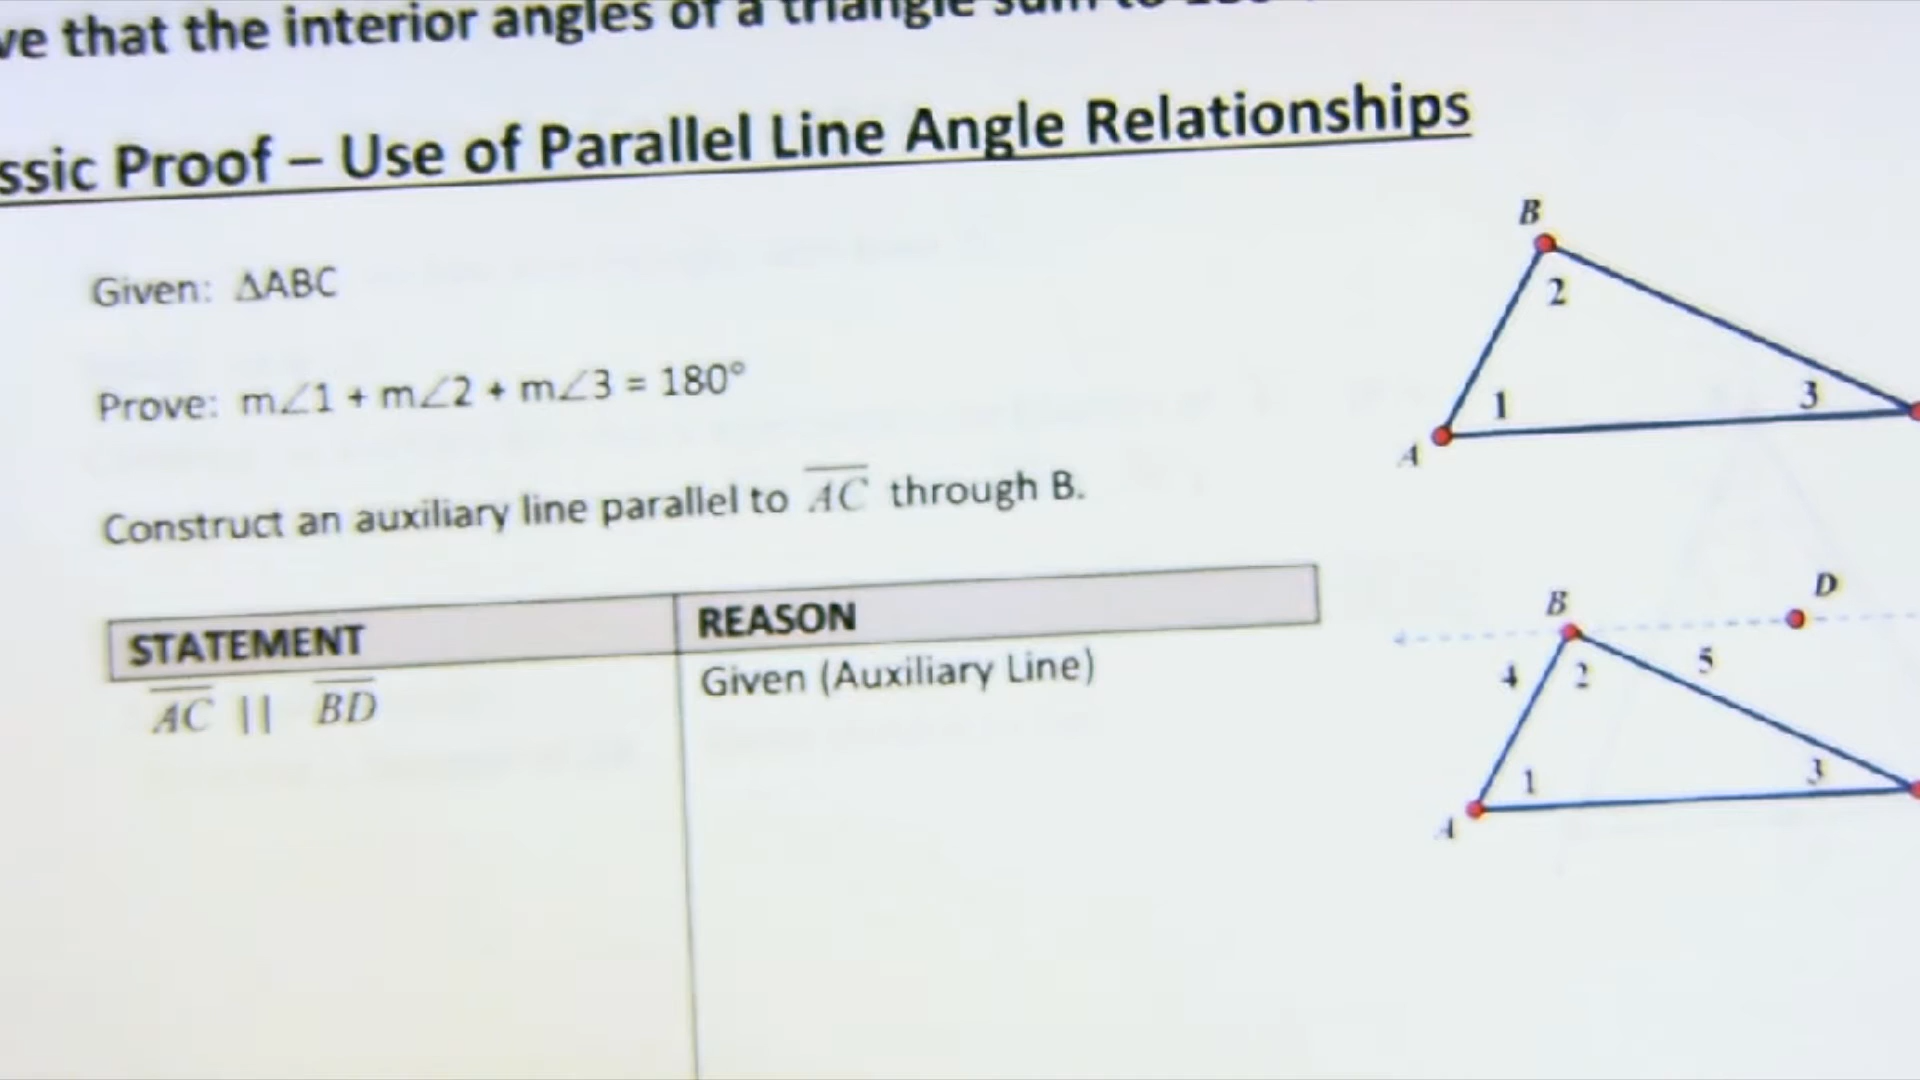 that the interior angles of a triangle
Proof – Use of Parallel Line Angle Relationships
Given: ΔABC
Prove: m∠1 + m∠2 + m∠3 = 180°
Construct an auxiliary line parallel to AC through B.
STATEMENT REASON
AC || BD Given (Auxiliary Line)
B
2
1 3
A
B D
4 2 5
1 3
A